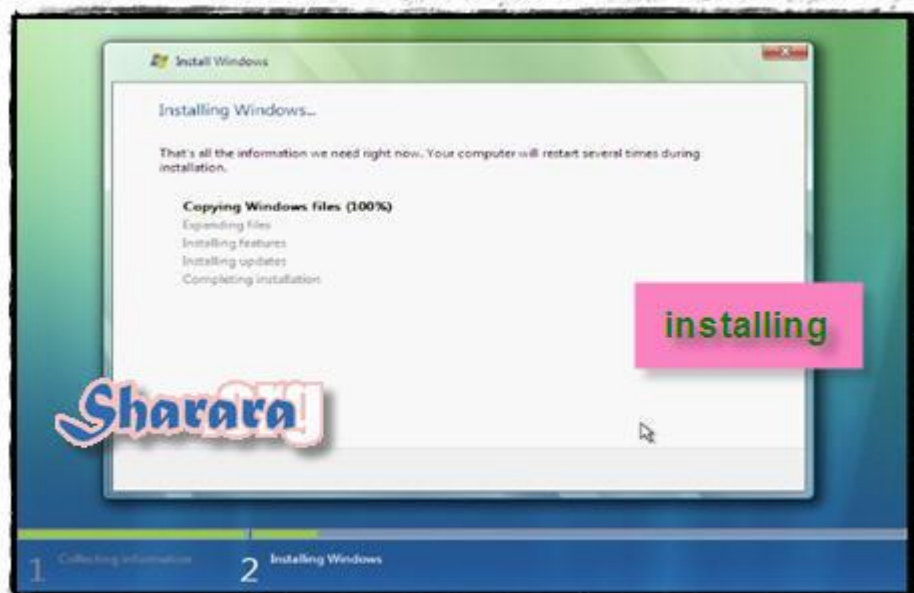 Install Windows
Installing Windows...
That's all the information we need right now. Your computer will restart several times during
installation.
Copying Windows files (100%)
Expanding files
Installing features
Installing updates
Completing installation
installing
Sharara
org
1 Collecting information
2 Installing Windows